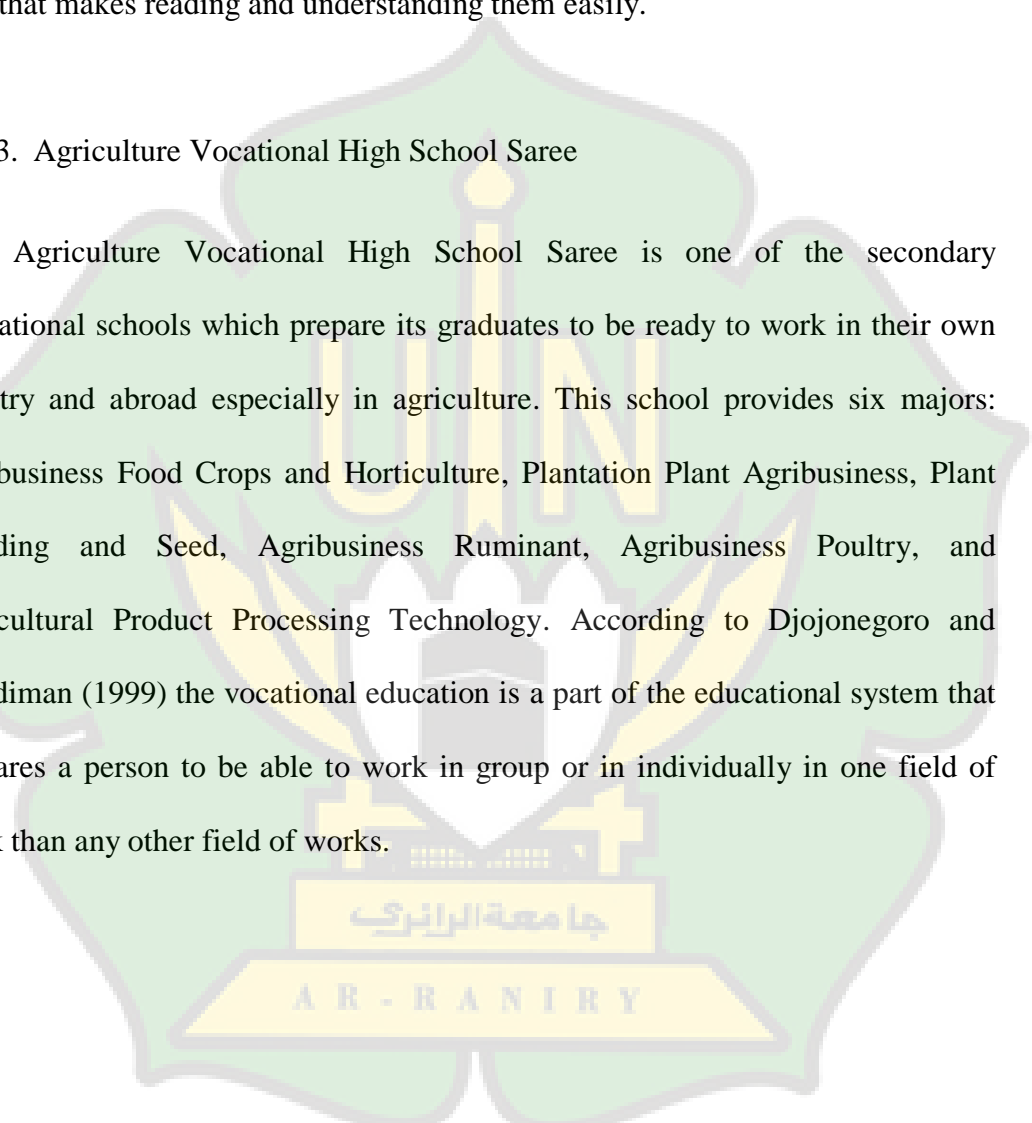 that makes reading and understanding them easily.
3. Agriculture Vocational High School Saree
Agriculture Vocational High School Saree is one of the secondary
ational schools which prepare its graduates to be ready to work in their own
try and abroad especially in agriculture. This school provides six majors:
business Food Crops and Horticulture, Plantation Plant Agribusiness, Plant
ding and Seed, Agribusiness Ruminant, Agribusiness Poultry, and
cultural Product Processing Technology. According to Djojonegoro and
diman (1999) the vocational education is a part of the educational system that
ares a person to be able to work in group or in individually in one field of
k than any other field of works.
UIN
جامعة الرانري
AR-RANIRY